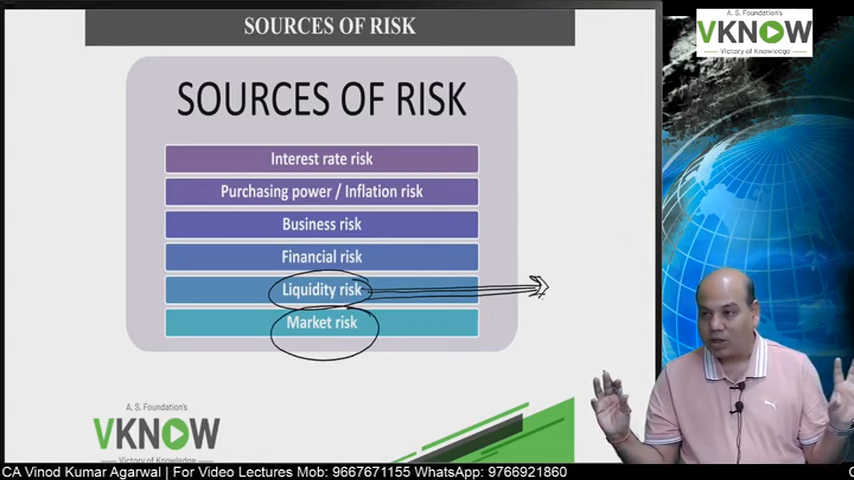 SOURCES OF RISK
A. S. Foundation's
VKNOW
Victory of Knowledge
SOURCES OF RISK
Interest rate risk
Purchasing power / Inflation risk
Business risk
Financial risk
Liquidity risk
Market risk
A. S. Foundation's
VKNOW
Victory of Knowledge
CA Vinod Kumar Agarwal | For Video Lectures Mob: 9667671155 WhatsApp: 9766921860